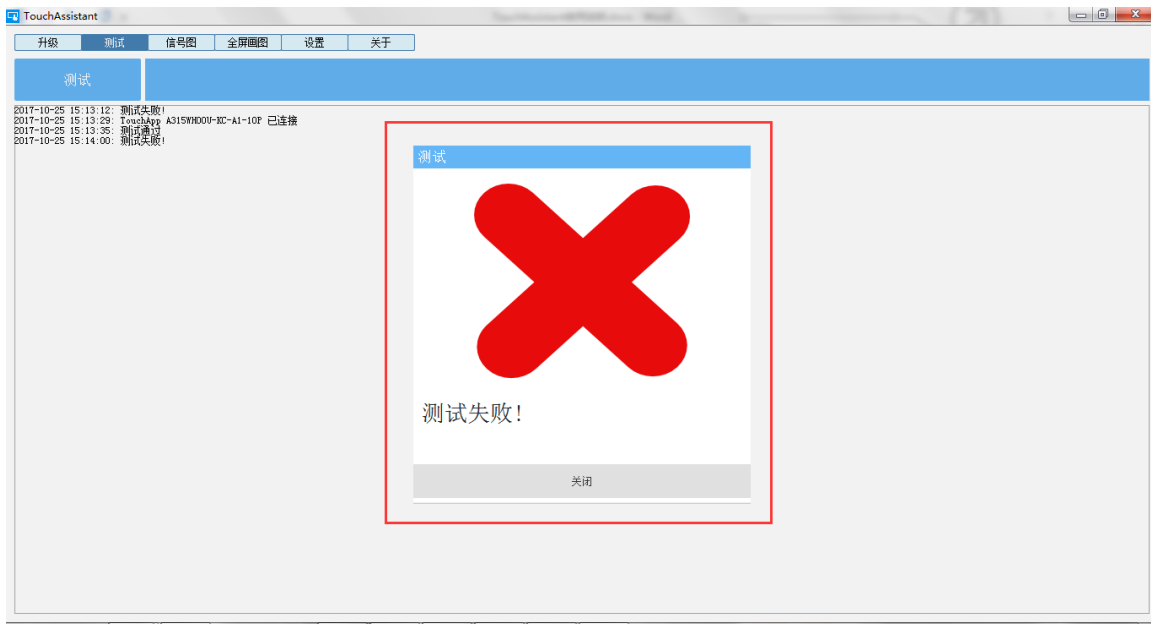 TouchAssistant
升级 测试 信号图 全屏画图 设置 关于
测试
2017-10-25 15:13:12: 测试失败!
2017-10-25 15:13:29: TouchApp A315WHDOU-KC-A1-10P 已连接
2017-10-25 15:13:35: 测试通过
2017-10-25 15:14:00: 测试失败!
测试
测试失败!
关闭